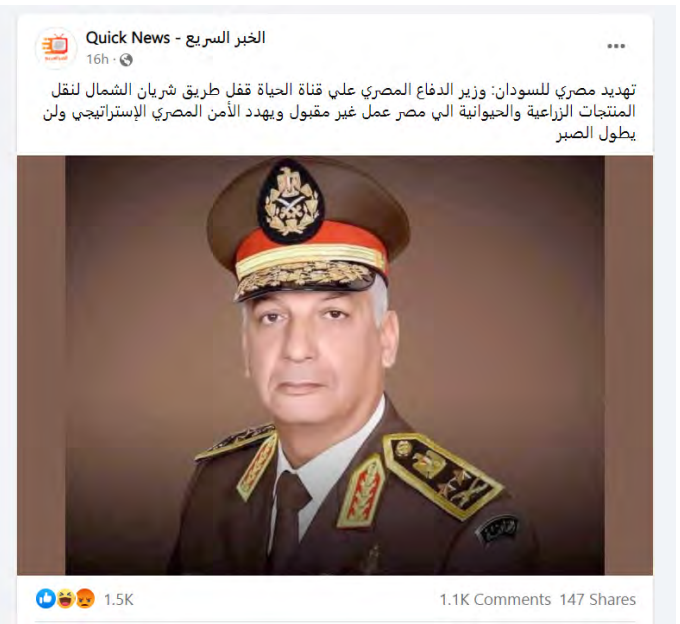 Quick News - الخبر السريع
16h
تهديد مصري للسودان: وزير الدفاع المصري علي قناة الحياة قفل طريق شريان الشمال لنقل
المنتجات الزراعية والحيوانية الي مصر عمل غير مقبول ويهدد الأمن المصري الإستراتيجي ولن
يطول الصبر
1.5K
1.1K Comments 147 Shares